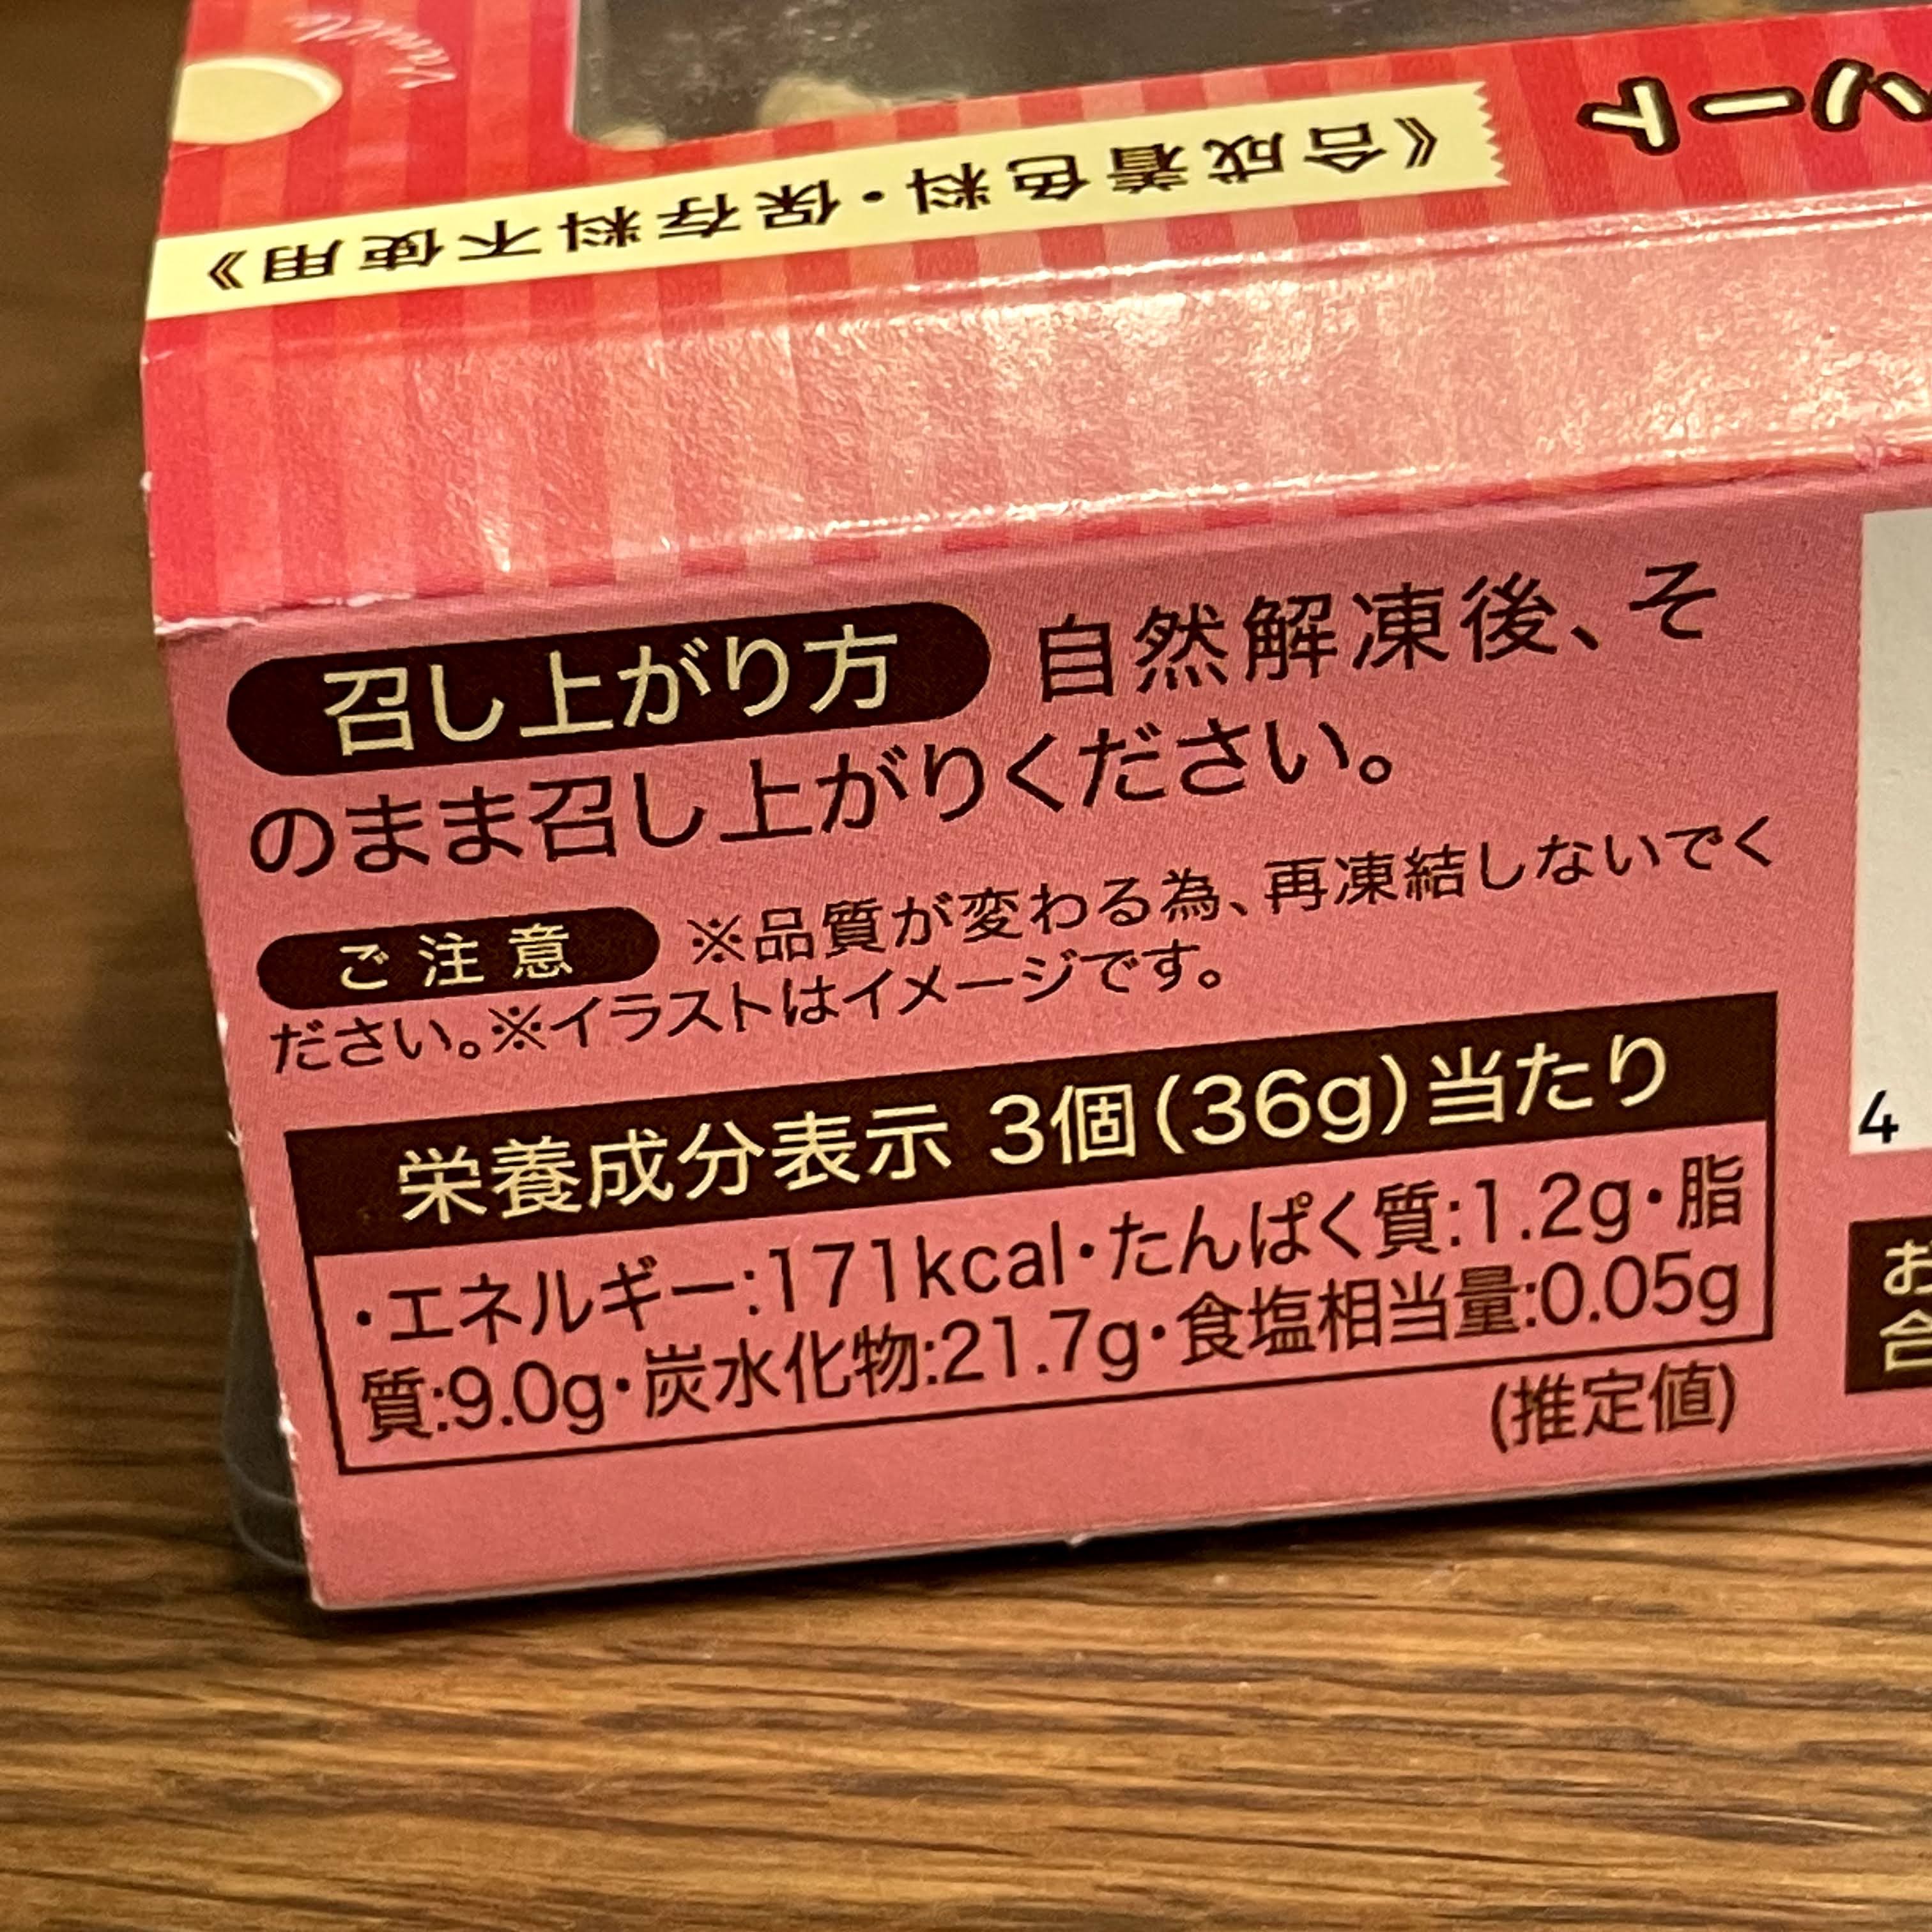 Vanilla
ソート
《合成着色料・保存料不使用》
召し上がり方 自然解凍後、そ
のまま召し上がりください。
ご注意 ※品質が変わる為、再凍結しないでく
ださい。※イラストはイメージです。
栄養成分表示 3個(36g)当たり
・エネルギー:171kcal・たんぱく質:1.2g・脂
質:9.0g・炭水化物:21.7g・食塩相当量:0.05g
(推定値)
4
お
合